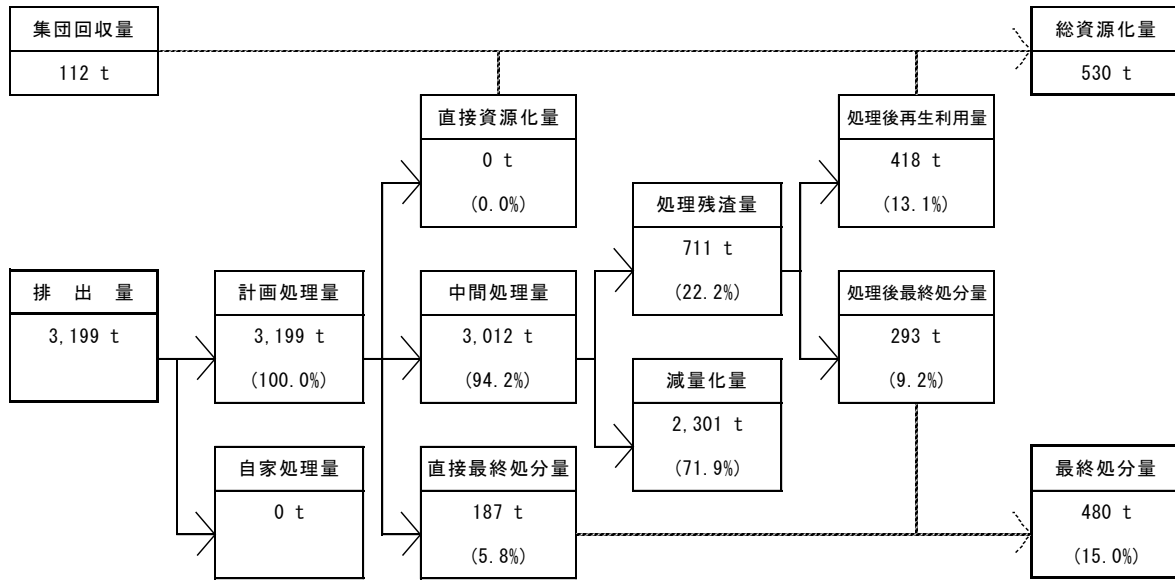 集団回収量
112 t
総資源化量
530 t
直接資源化量
0 t
(0.0%)
処理後再生利用量
418 t
(13.1%)
処理残渣量
711 t
(22.2%)
排 出 量
3,199 t
計画処理量
3,199 t
(100.0%)
中間処理量
3,012 t
(94.2%)
処理後最終処分量
293 t
(9.2%)
減量化量
2,301 t
(71.9%)
自家処理量
0 t
直接最終処分量
187 t
(5.8%)
最終処分量
480 t
(15.0%)